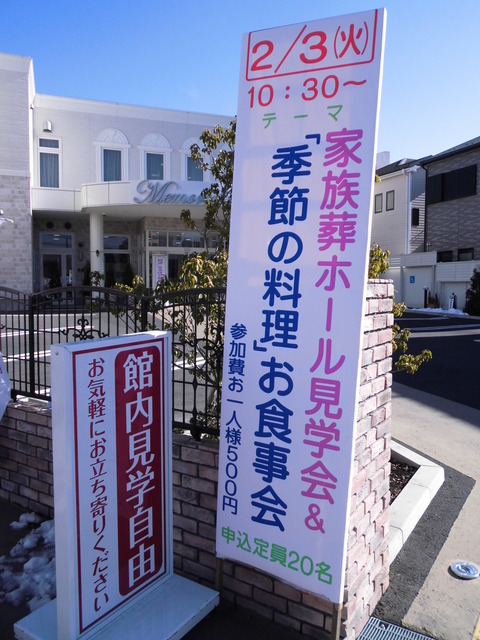 2/3(火)
10:30～
テーマ
家族葬ホール見学会&
「季節の料理」お食事会
参加費お一人様500円
申込定員20名
館内見学自由
お気軽にお立ち寄りください